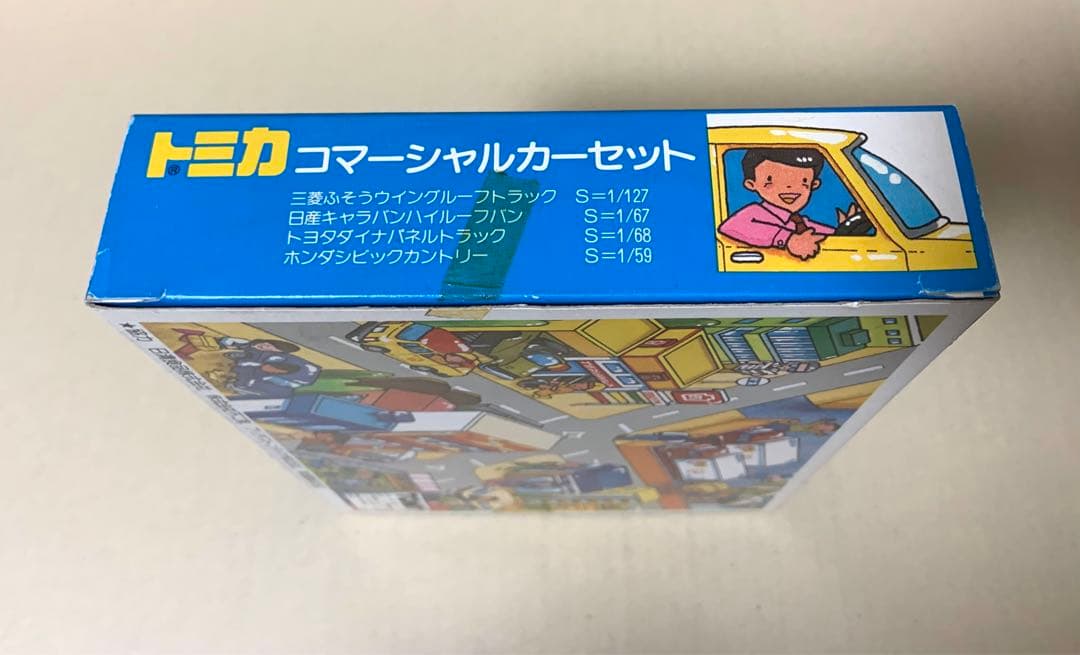 トミカ® コマーシャルカーセット
三菱ふそうウイングルーフトラック S=1/127
日産キャラバンハイルーフバン S=1/67
トヨタダイナパネルトラック S=1/68
ホンダシビックカントリー S=1/59